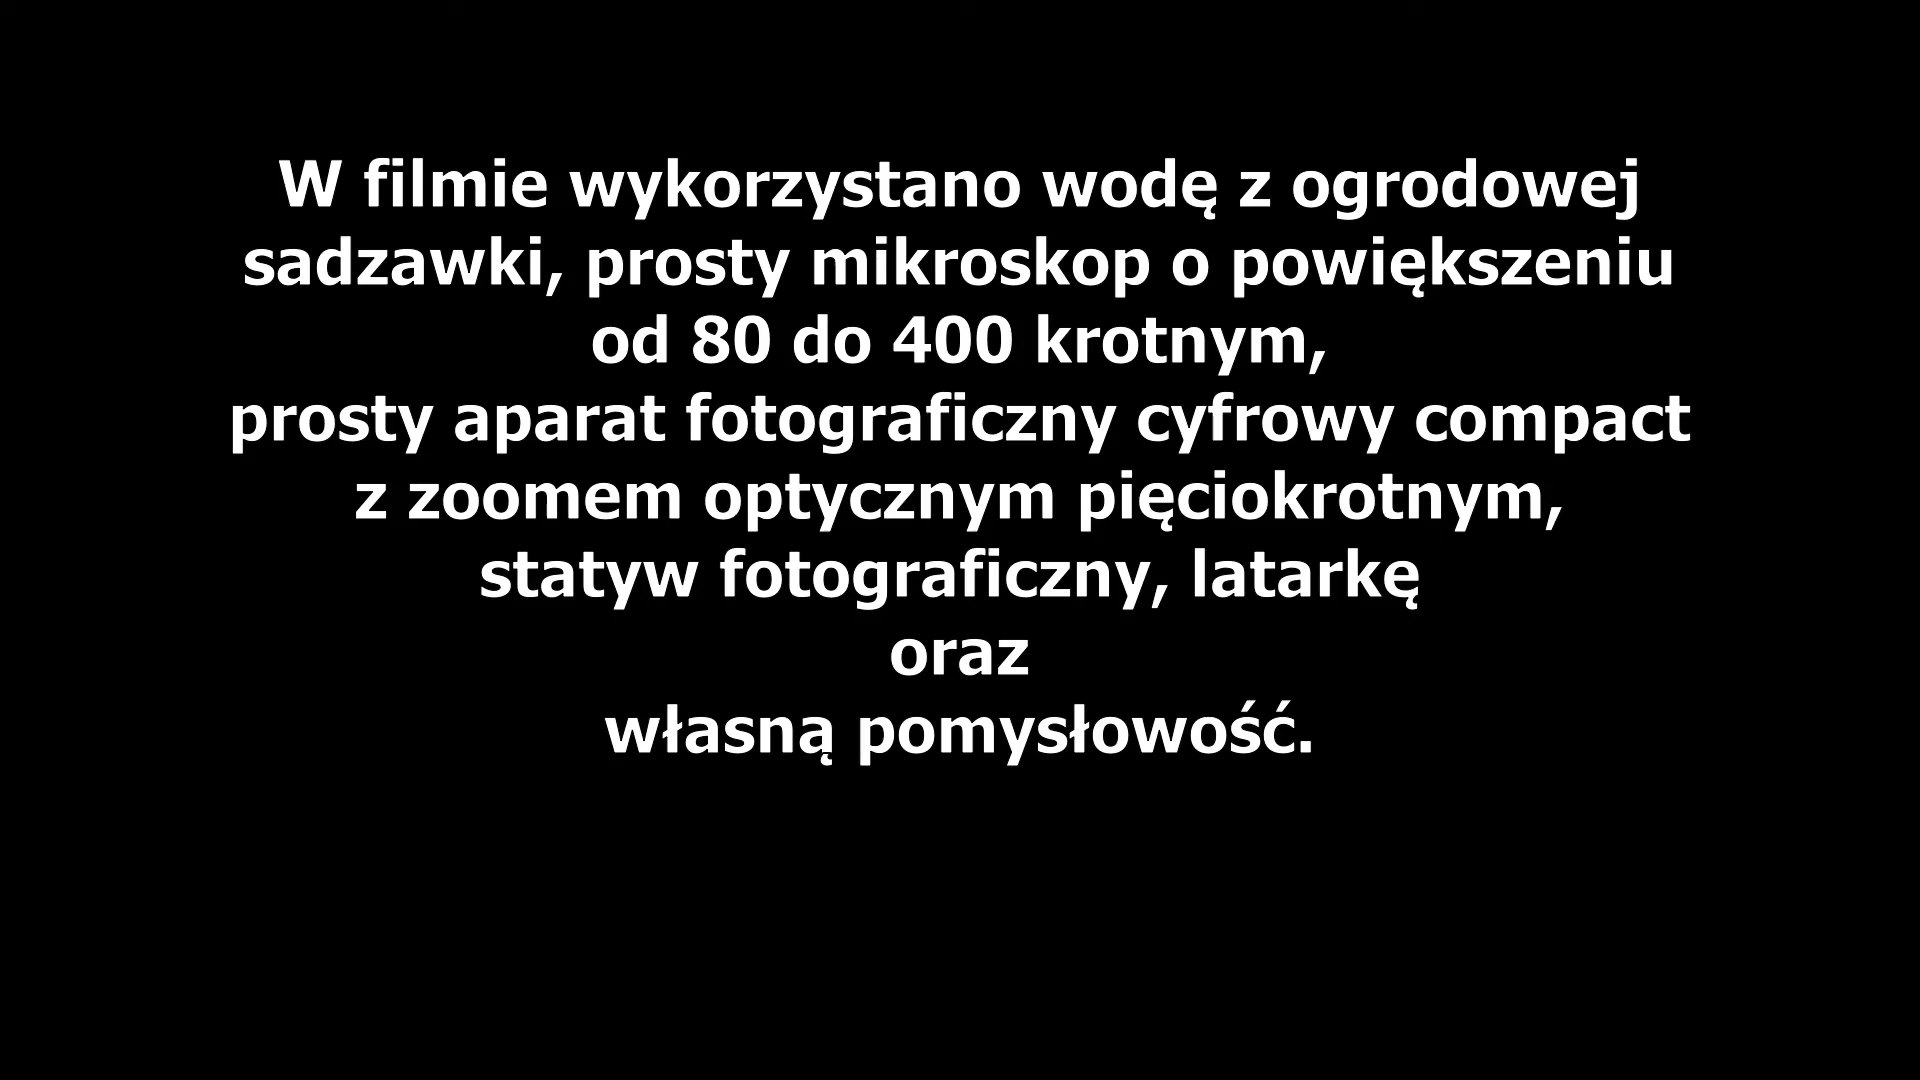 W filmie wykorzystano wodę z ogrodowej
sadzawki, prosty mikroskop o powiększeniu
od 80 do 400 krotnym,
prosty aparat fotograficzny cyfrowy compact
z zoomem optycznym pięciokrotnym,
statyw fotograficzny, latarkę
oraz
własną pomysłowość.